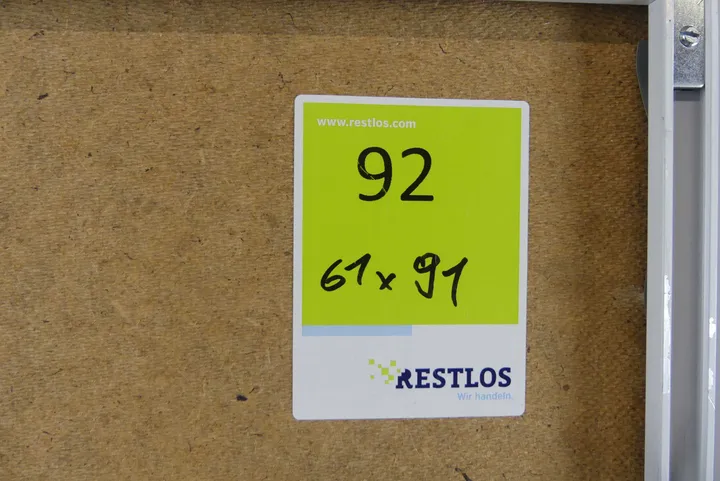 www.restlos.com
92
61 x 91
RESTLOS
Wir handeln.